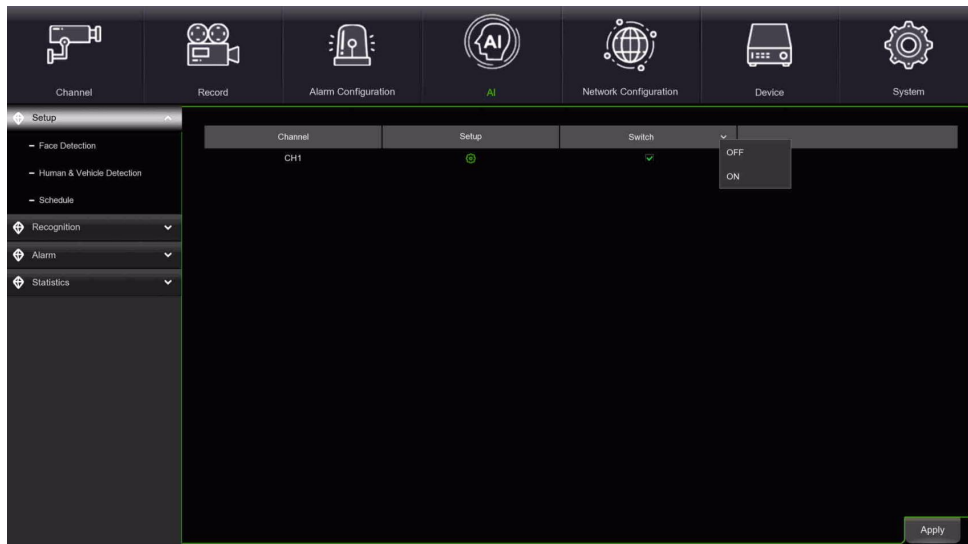 AI
Channel
Record
Alarm Configuration
AI
Network Configuration
Device
System
Setup
Face Detection
Human & Vehicle Detection
Schedule
Recognition
Alarm
Statistics
Channel Setup Switch
CH1
OFF
ON
Apply